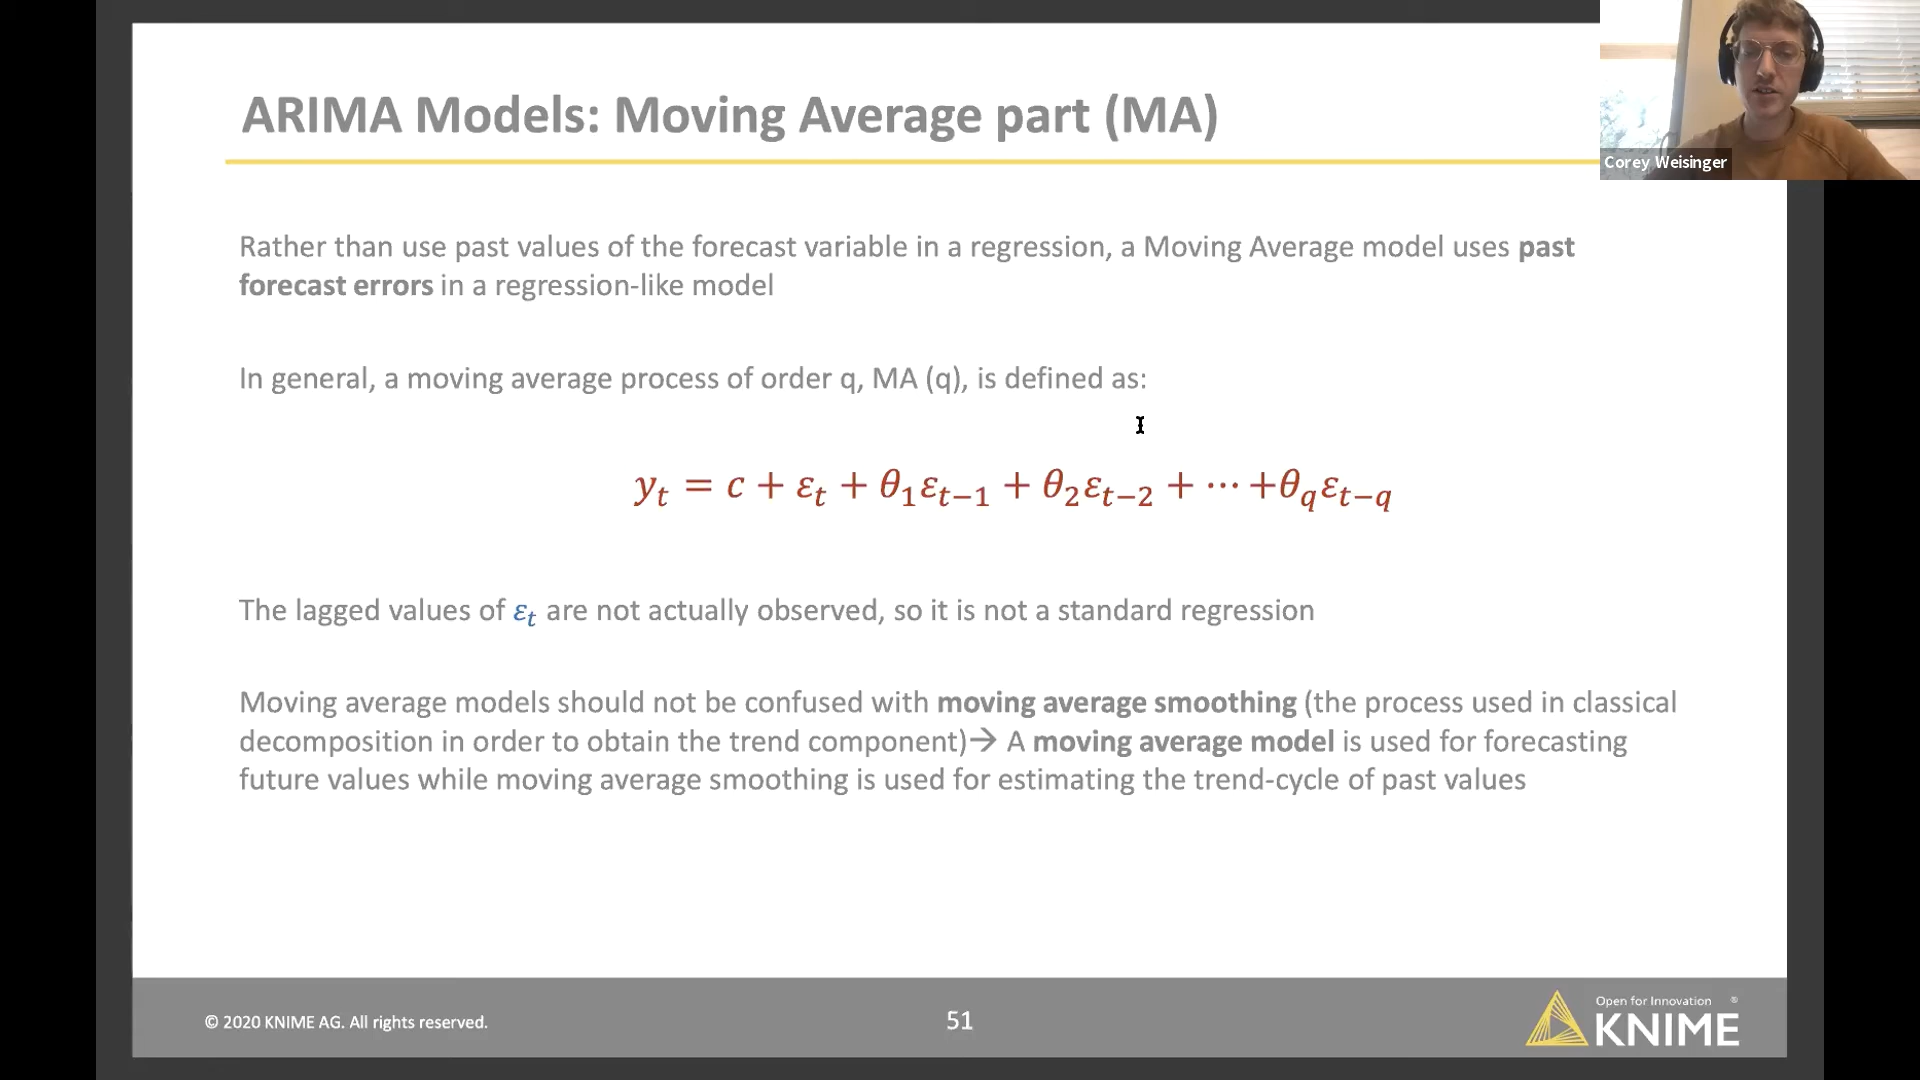 ARIMA Models: Moving Average part (MA)
Corey Weisinger
Rather than use past values of the forecast variable in a regression, a Moving Average model uses past
forecast errors in a regression-like model
In general, a moving average process of order q, MA (q), is defined as:
𝑦ₜ = 𝑐 + 𝜀ₜ + 𝜃₁𝜀ₜ₋₁ + 𝜃₂𝜀ₜ₋₂ + ⋯ +𝜃_q𝜀_{t−q}
The lagged values of 𝜀ₜ are not actually observed, so it is not a standard regression
Moving average models should not be confused with moving average smoothing (the process used in classical
decomposition in order to obtain the trend component)→ A moving average model is used for forecasting
future values while moving average smoothing is used for estimating the trend-cycle of past values
© 2020 KNIME AG. All rights reserved.
51
Open for Innovation ®
KNIME